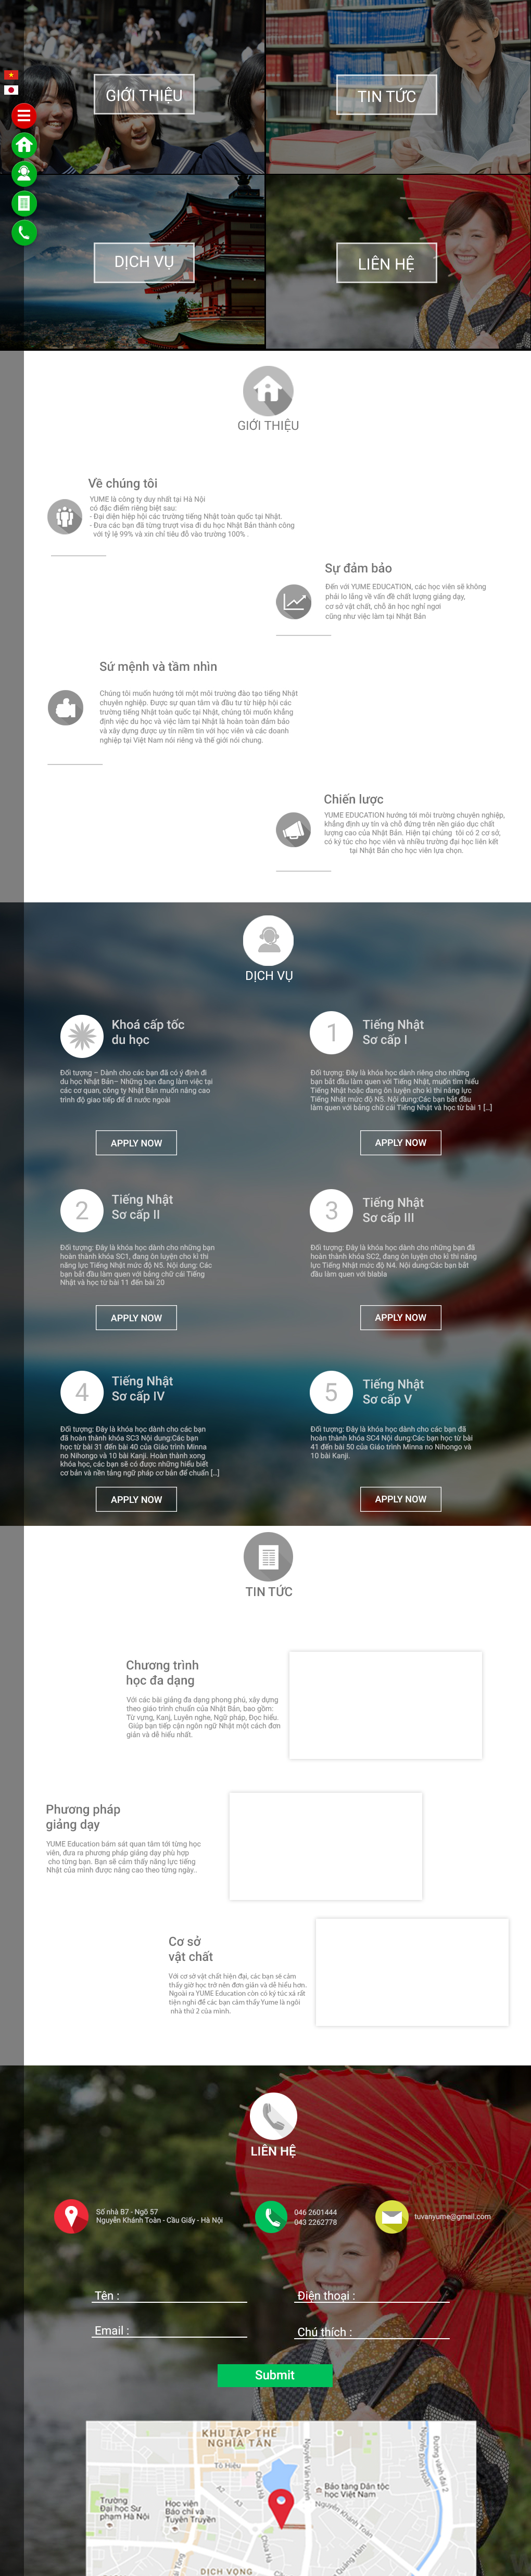 GIỚI THIỆU
TIN TỨC
DỊCH VỤ
LIÊN HỆ
GIỚI THIỆU
Về chúng tôi
YUME là công ty duy nhất tại Hà Nội
có đặc điểm riêng biệt sau:
- Đại diện hiệp hội các trường tiếng Nhật toàn quốc tại Nhật.
- Đưa các bạn đã từng trượt visa đi du học Nhật Bản thành công
với tỷ lệ 99% và xin chỉ tiêu đỗ vào trường 100% .
Sự đảm bảo
Đến với YUME EDUCATION, các học viên sẽ không
phải lo lắng về vấn đề chất lượng giảng dạy,
cơ sở vật chất, chỗ ăn học nghỉ ngơi
cũng như việc làm tại Nhật Bản
Sứ mệnh và tầm nhìn
Chúng tôi muốn hướng tới một môi trường đào tạo tiếng Nhật
chuyên nghiệp. Được sự quan tâm và đầu tư từ hiệp hội các
trường tiếng Nhật toàn quốc tại Nhật, chúng tôi muốn khẳng
định việc du học và việc làm tại Nhật là hoàn toàn đảm bảo
và xây dựng được uy tín niềm tin với học viên và các doanh
nghiệp tại Việt Nam nói riêng và thế giới nói chung.
Chiến lược
YUME EDUCATION hướng tới môi trường chuyên nghiệp,
khẳng định uy tín và chỗ đứng trên nền giáo dục chất
lượng cao của Nhật Bản. Hiện tại chúng tôi có 2 cơ sở,
có ký túc cho học viên và nhiều trường đại học liên kết
tại Nhật Bản cho học viên lựa chọn.
DỊCH VỤ
Khoá cấp tốc
du học
Đối tượng – Dành cho các bạn đã có ý định đi
du học Nhật Bản– Những bạn đang làm việc tại
các cơ quan, công ty Nhật Bản muốn nâng cao
trình độ giao tiếp để đi nước ngoài
APPLY NOW
1
Tiếng Nhật
Sơ cấp I
Đối tượng: Đây là khóa học dành riêng cho những
bạn bắt đầu làm quen với Tiếng Nhật, muốn tìm hiểu
Tiếng Nhật hoặc đang ôn luyện cho kì thi năng lực
Tiếng Nhật mức độ N5. Nội dung:Các bạn bắt đầu
làm quen với bảng chữ cái Tiếng Nhật và học từ bài 1 [...]
APPLY NOW
2
Tiếng Nhật
Sơ cấp II
Đối tượng: Đây là khóa học dành cho những bạn
hoàn thành khóa SC1, đang ôn luyện cho kì thi
năng lực Tiếng Nhật mức độ N5. Nội dung: Các
bạn bắt đầu làm quen với bảng chữ cái Tiếng
Nhật và học từ bài 11 đến bài 20
APPLY NOW
3
Tiếng Nhật
Sơ cấp III
Đối tượng: Đây là khóa học dành cho những bạn đã
hoàn thành khóa SC2, đang ôn luyện cho kì thi năng
lực Tiếng Nhật mức độ N4. Nội dung:Các bạn bắt
đầu làm quen với blabla
APPLY NOW
4
Tiếng Nhật
Sơ cấp IV
Đối tượng: Đây là khóa học dành cho các bạn
đã hoàn thành khóa SC3 Nội dung:Các bạn
học từ bài 31 đến bài 40 của Giáo trình Minna
no Nihongo và 10 bài Kanji. Hoàn thành xong
khóa học, các bạn sẽ có được những hiểu biết
cơ bản và nền tảng ngữ pháp cơ bản để chuẩn [...]
APPLY NOW
5
Tiếng Nhật
Sơ cấp V
Đối tượng: Đây là khóa học dành cho các bạn đã
hoàn thành khóa SC4 Nội dung:Các bạn học từ bài
41 đến bài 50 của Giáo trình Minna no Nihongo và
10 bài Kanji.
APPLY NOW
TIN TỨC
Chương trình
học đa dạng
Với các bài giảng đa dạng phong phú, xây dựng
theo giáo trình chuẩn của Nhật Bản, bao gồm:
Từ vựng, Kanj, Luyện nghe, Ngữ pháp, Đọc hiểu.
Giúp bạn tiếp cận ngôn ngữ Nhật một cách đơn
giản và dễ hiểu nhất.
Phương pháp
giảng dạy
YUME Education bám sát quan tâm tới từng học
viên, đưa ra phương pháp giảng dạy phù hợp
cho từng bạn. Bạn sẽ cảm thấy năng lực tiếng
Nhật của mình được nâng cao theo từng ngày..
Cơ sở
vật chất
Với cơ sở vật chất hiện đại, các bạn sẽ cảm
thấy giờ học trở nên đơn giản và dễ hiểu hơn.
Ngoài ra YUME Education còn có ký túc xá rất
tiện nghi để các bạn cảm thấy Yume là ngôi
nhà thứ 2 của mình.
LIÊN HỆ
Số nhà B7 - Ngõ 57
Nguyễn Khánh Toàn - Cầu Giấy - Hà Nội
046 2601444
043 2262778
tuvanyume@gmail.com
Tên :
Điện thoại :
Email :
Chú thích :
Submit
KHU TẬP THỂ
NGHĨA TÂN
Tô Hiệu
Nguyễn Văn Huyên
Đường vành đai 2
Trường
Đại học Sư
phạm Hà Nội
Học viện
Báo chí và
Tuyên Truyền
Bảo tàng Dân tộc
học Việt Nam
Nguyễn Khánh Toàn
Chùa Hà
DỊCH VỌNG